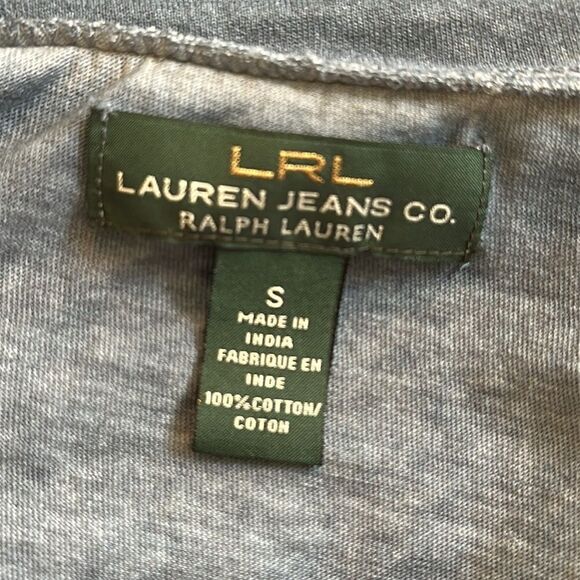 LRL
LAUREN JEANS CO.
RALPH LAUREN
S
MADE IN
INDIA
FABRIQUE EN
INDE
100%COTTON/
COTON